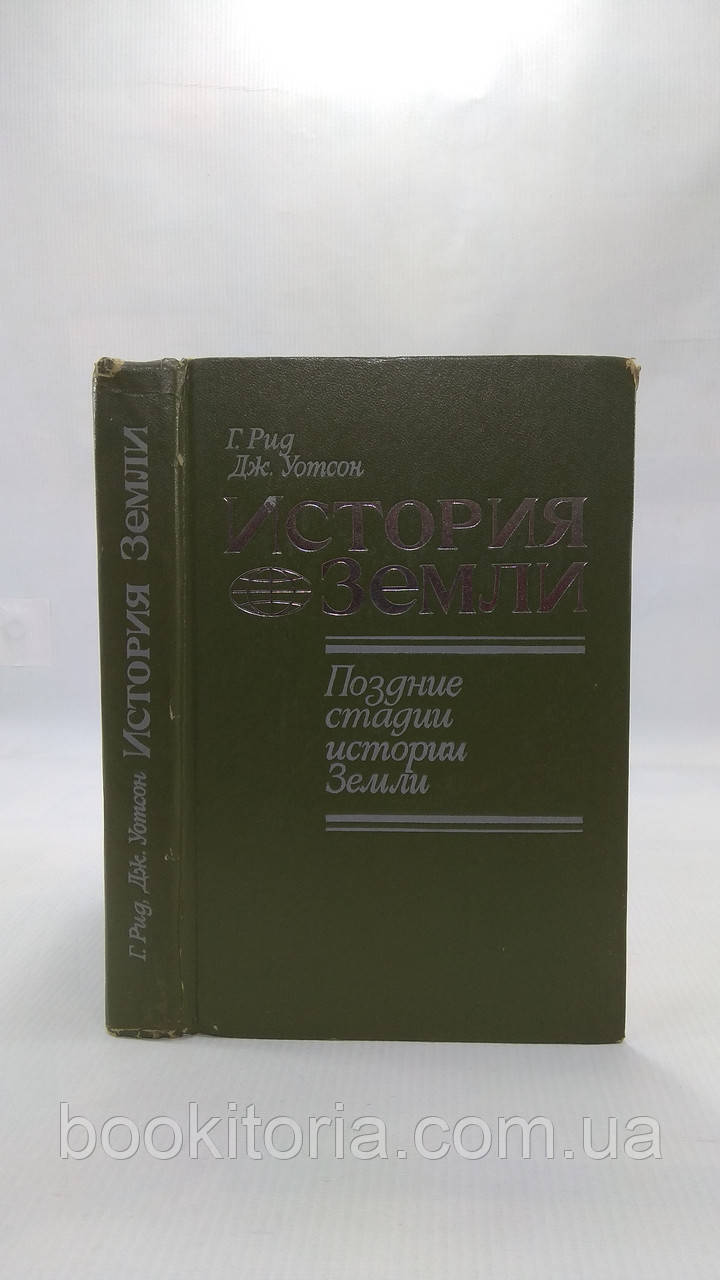 Г. Рид, Дж. Уотсон История Земли
Г. Рид
Дж. Уотсон
История
Земли
Поздние
стадии
истории
Земли
bookitoria.com.ua